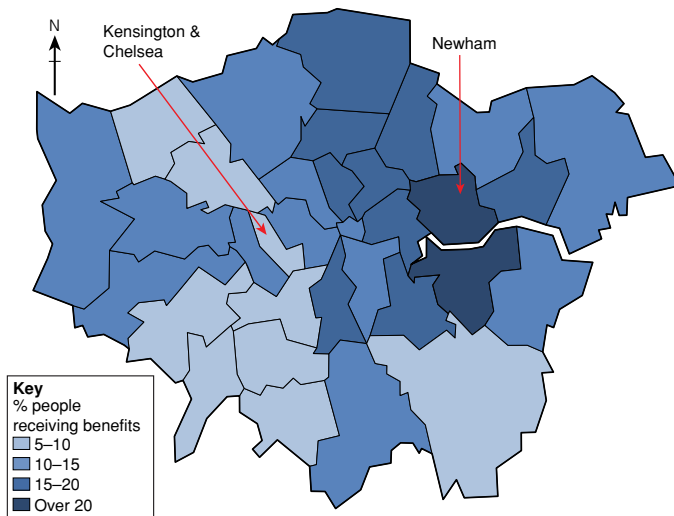 N
Kensington &
Chelsea
Newham
Key
% people
receiving benefits
5–10
10–15
15–20
Over 20